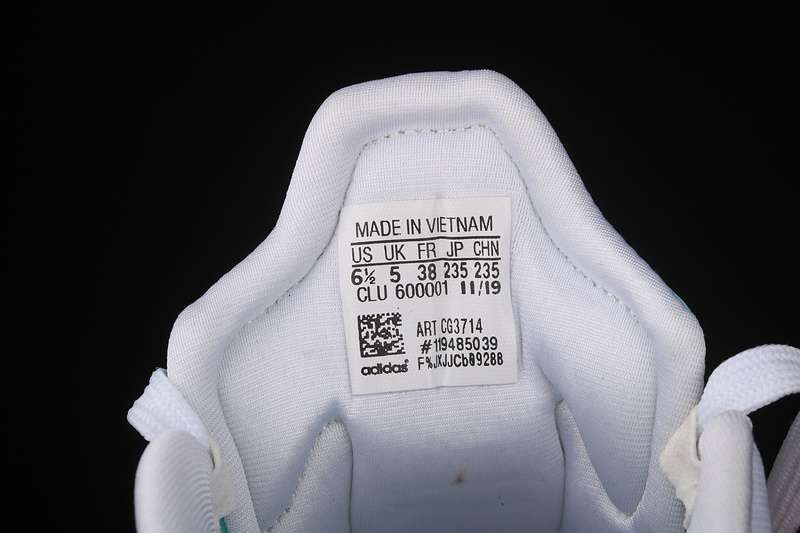 MADE IN VIETNAM
US UK FR JP CHN
6½ 5 38 235 235
CLU 600001 11/19
ART CG3714
#119485039
adidas® F%JXJJCb09288